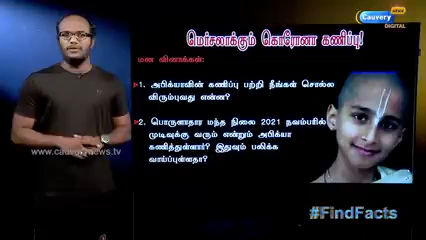 Cauvery
DIGITAL
மெர்சலாக்கும் கொரோனா கணிப்பு!
மன வினாக்கள்:
1. அபிக்யாவின் கணிப்பு பற்றி நீங்கள் சொல்ல
விரும்புவது என்ன?
2. பொருளாதார மந்த நிலை 2021 நவம்பரில்
முடிவுக்கு வரும் என்றும் அபிக்யா
கணித்துள்ளார்? இதுவும் பலிக்க
வாய்ப்புள்ளதா?
www.cauverynews.tv
#FindFacts